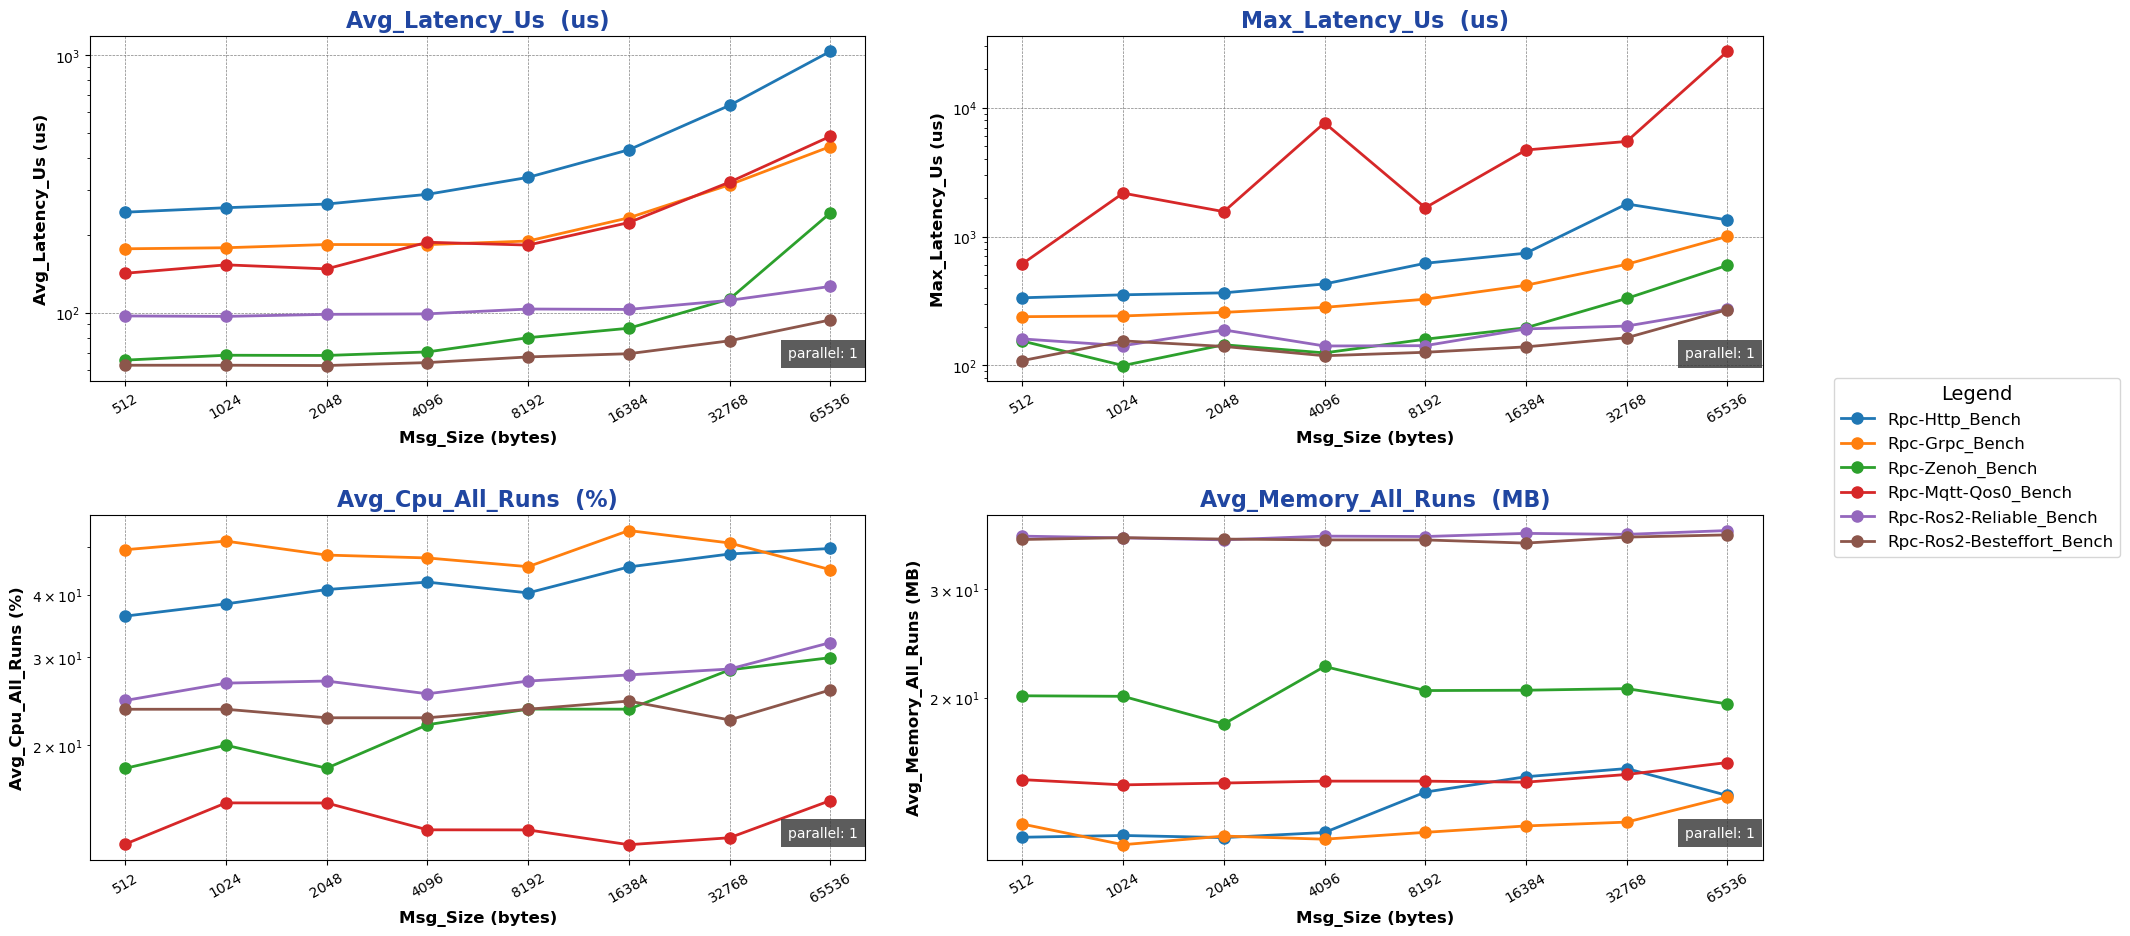 Avg_Latency_Us (us)
Avg_Latency_Us (us)
10³
10²
parallel: 1
512 1024 2048 4096 8192 16384 32768 65536
Msg_Size (bytes)
Max_Latency_Us (us)
Max_Latency_Us (us)
10⁴
10³
10²
parallel: 1
512 1024 2048 4096 8192 16384 32768 65536
Msg_Size (bytes)
Legend
Rpc-Http_Bench
Rpc-Grpc_Bench
Rpc-Zenoh_Bench
Rpc-Mqtt-Qos0_Bench
Rpc-Ros2-Reliable_Bench
Rpc-Ros2-Besteffort_Bench
Avg_Cpu_All_Runs (%)
Avg_Cpu_All_Runs (%)
4 × 10¹
3 × 10¹
2 × 10¹
parallel: 1
512 1024 2048 4096 8192 16384 32768 65536
Msg_Size (bytes)
Avg_Memory_All_Runs (MB)
Avg_Memory_All_Runs (MB)
3 × 10¹
2 × 10¹
parallel: 1
512 1024 2048 4096 8192 16384 32768 65536
Msg_Size (bytes)